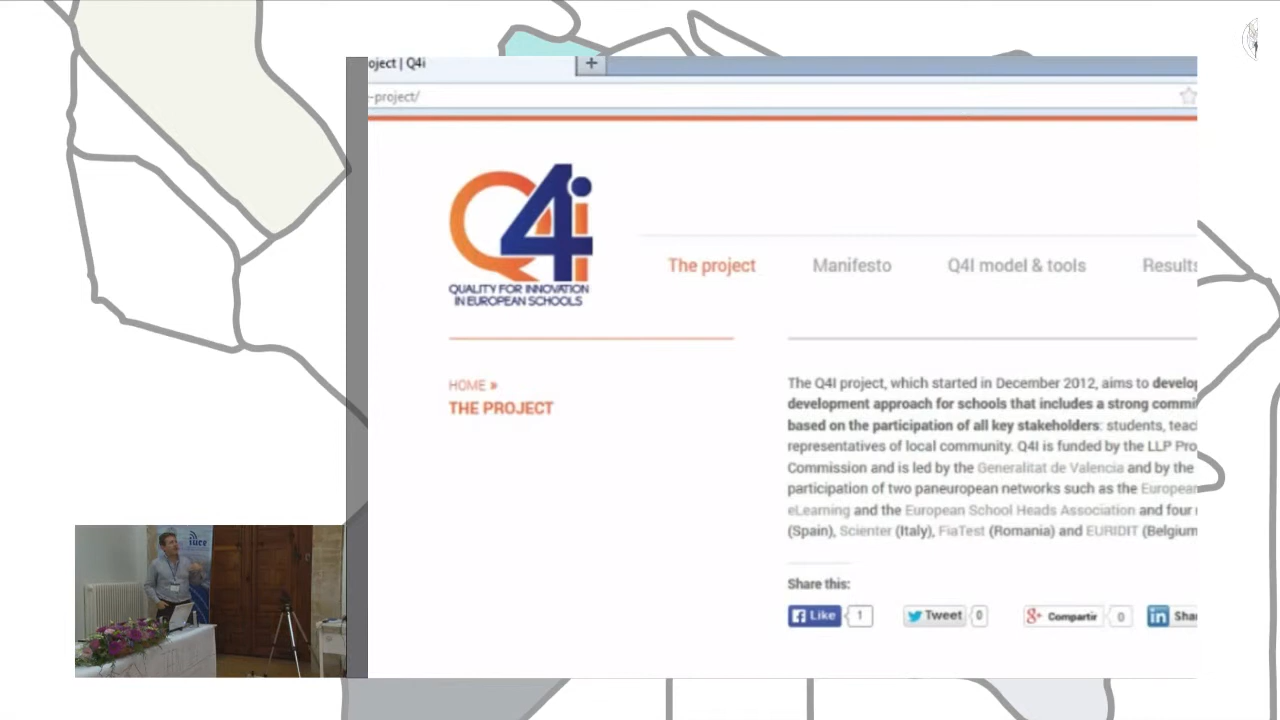 oject | Q4i
-project/
Q4i
QUALITY FOR INNOVATION
IN EUROPEAN SCHOOLS
The project
Manifesto
Q4I model & tools
Results
HOME »
THE PROJECT
The Q4I project, which started in December 2012, aims to develop
development approach for schools that includes a strong commi
based on the participation of all key stakeholders: students, teac
representatives of local community. Q4I is funded by the LLP Pro
Commission and is led by the Generalitat de Valencia and by the
participation of two paneuropean networks such as the European
eLearning and the European School Heads Association and four
(Spain), Scienter (Italy), FiaTest (Romania) and EURIDIT (Belgium
Share this:
Like 1
Tweet 0
Compartir 0
in Shar